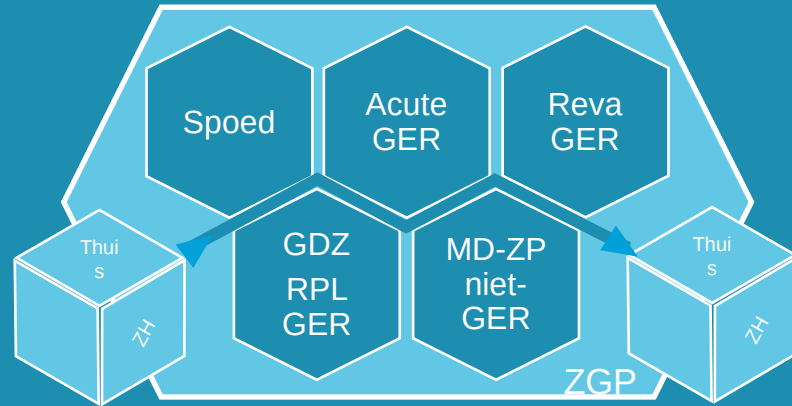 Spoed
Acute
GER
Reva
GER
GDZ
RPL
GER
MD-ZP
niet-
GER
Thui
s
ZH
Thui
s
ZH
ZGP